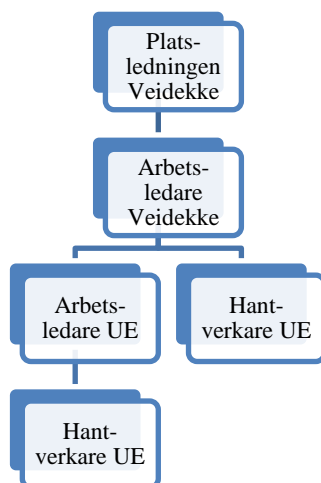 Plats-
ledningen
Veidekke
Arbets-
ledare
Veidekke
Arbets-
ledare UE
Hant-
verkare UE
Hant-
verkare UE